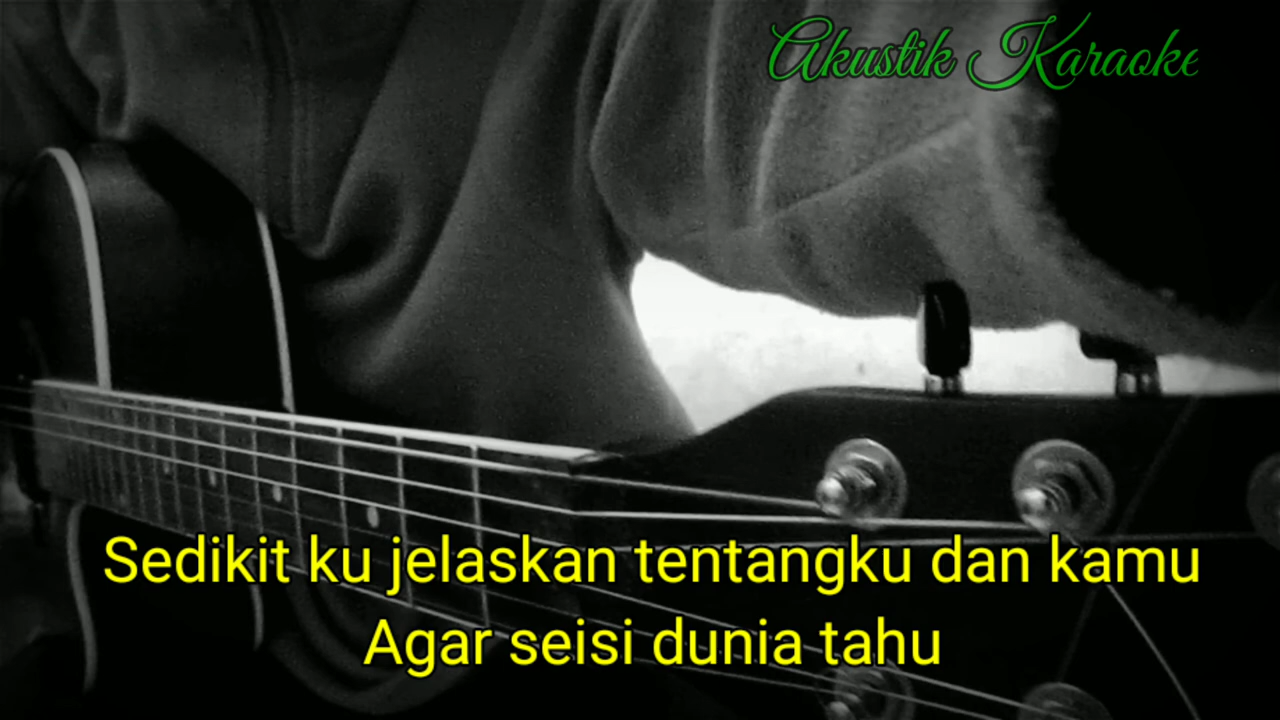 Akustik Karaoke
Sedikit ku jelaskan tentangku dan kamu
Agar seisi dunia tahu